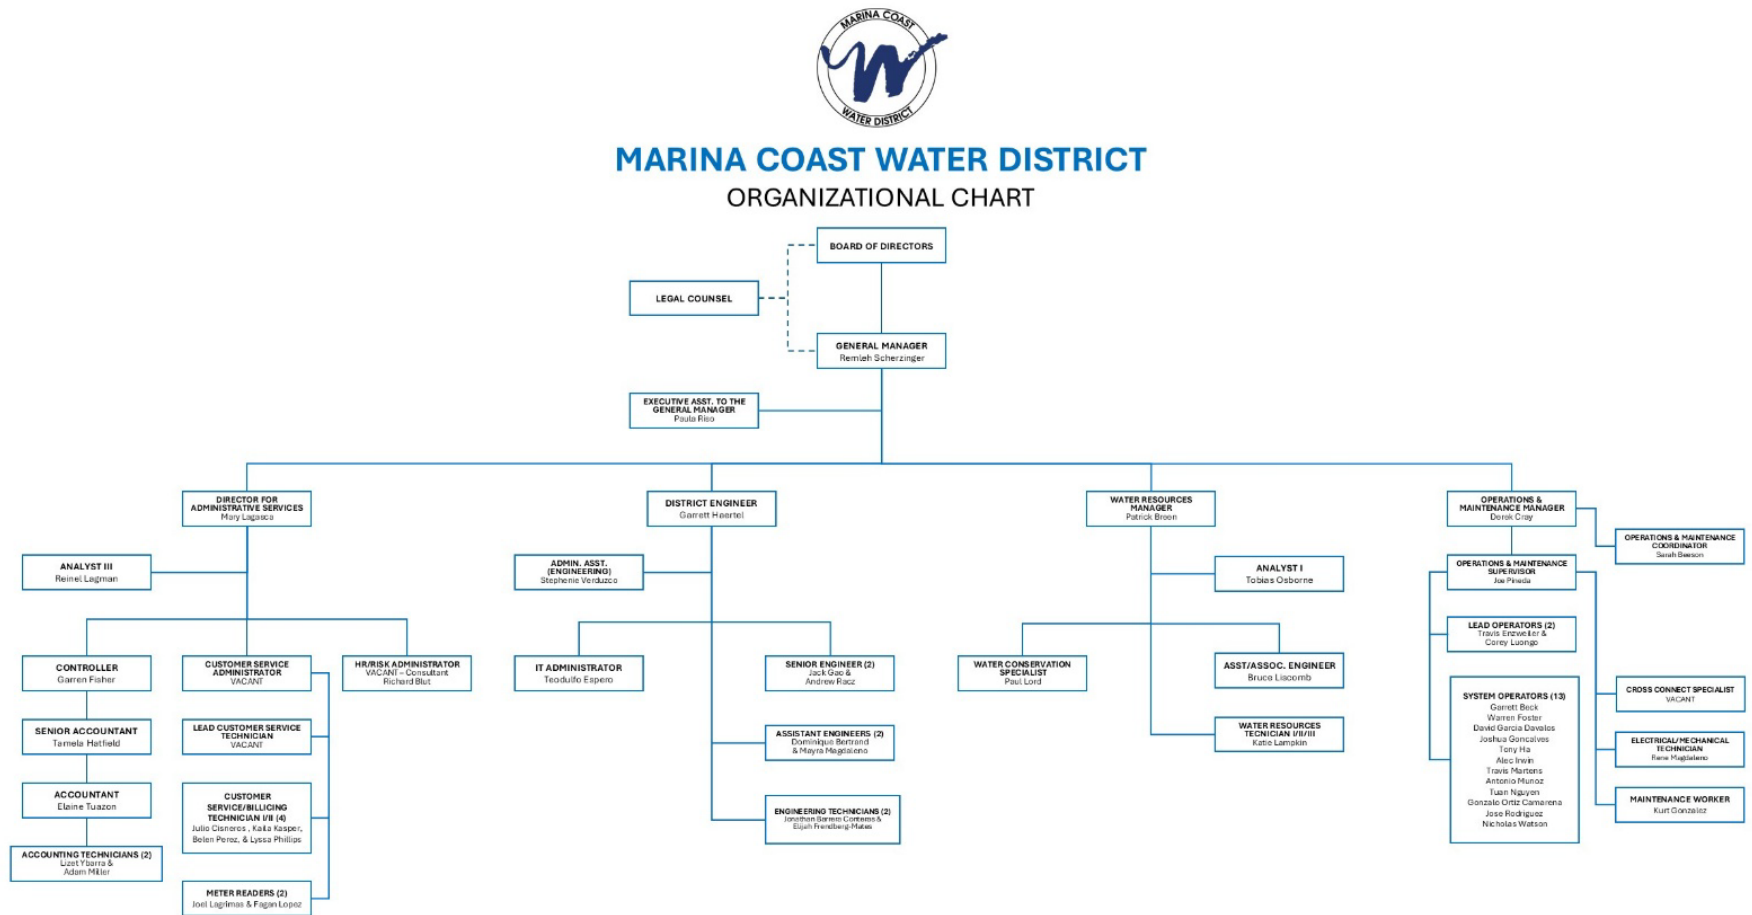 MARINA COAST
WATER DISTRICT
MARINA COAST WATER DISTRICT
ORGANIZATIONAL CHART
BOARD OF DIRECTORS
LEGAL COUNSEL
GENERAL MANAGER
Remleh Scherzinger
EXECUTIVE ASST. TO THE
GENERAL MANAGER
Paula Riso
DIRECTOR FOR
ADMINISTRATIVE SERVICES
Mary Lagasca
DISTRICT ENGINEER
Garrett Haertel
WATER RESOURCES
MANAGER
Patrick Breen
OPERATIONS &
MAINTENANCE MANAGER
Derek Cray
OPERATIONS & MAINTENANCE
COORDINATOR
Sarah Beeson
ANALYST III
Reinel Lagman
ADMIN. ASST.
(ENGINEERING)
Stephenie Verduzco
ANALYST I
Tobias Osborne
OPERATIONS & MAINTENANCE
SUPERVISOR
Joe Pineda
LEAD OPERATORS (2)
Travis Enzweiler &
Corey Luongo
CONTROLLER
Garren Fisher
CUSTOMER SERVICE
ADMINISTRATOR
VACANT
HR/RISK ADMINISTRATOR
VACANT – Consultant
Richard Blut
IT ADMINISTRATOR
Teodulfo Espero
SENIOR ENGINEER (2)
Jack Gao &
Andrew Racz
WATER CONSERVATION
SPECIALIST
Paul Lord
ASST/ASSOC. ENGINEER
Bruce Liscomb
SYSTEM OPERATORS (13)
Garrett Beck
Warren Foster
David Garcia Davalos
Joshua Goncalves
Tony Ha
Alec Irwin
Travis Martens
Antonio Munoz
Tuan Nguyen
Gonzalo Ortiz Camarena
Jose Rodriguez
Nicholas Watson
CROSS CONNECT SPECIALIST
VACANT
SENIOR ACCOUNTANT
Tamela Hatfield
LEAD CUSTOMER SERVICE
TECHNICIAN
VACANT
ASSISTANT ENGINEERS (2)
Dominique Bertrand
& Mayra Magdaleno
WATER RESOURCES
TECNICIAN I/II/III
Katie Lampkin
ELECTRICAL/MECHANICAL
TECHNICIAN
Rene Magdaleno
ACCOUNTANT
Elaine Tuazon
CUSTOMER
SERVICE/BILLICING
TECHNICIAN I/II (4)
Julio Cisneros , Kaila Kasper,
Belen Perez, & Lyssa Phillips
ENGINEERING TECHNICIANS (2)
Jonathan Barrera Contreras &
Elijah Frendberg-Mates
MAINTENANCE WORKER
Kurt Gonzalez
ACCOUNTING TECHNICIANS (2)
Lizet Ybarra &
Adam Miller
METER READERS (2)
Joel Lagrimas & Fagan Lopez